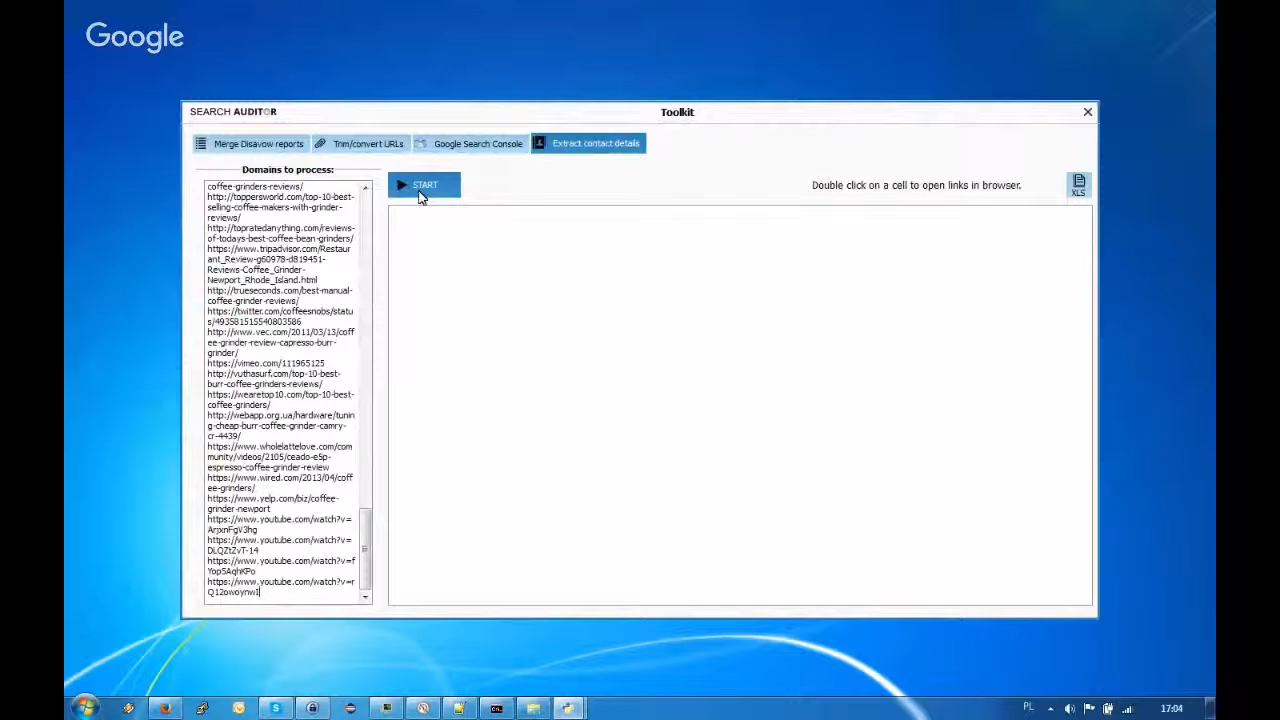 Google
SEARCH AUDITOR
Toolkit
Merge Disavow reports
Trim/convert URLs
Google Search Console
Extract contact details
Domains to process:
START
Double click on a cell to open links in browser.
XLS
coffee-grinders-reviews/
http://toppersworld.com/top-10-best-
selling-coffee-makers-with-grinder-
reviews/
http://topratedanything.com/reviews-
of-todays-best-coffee-bean-grinders/
https://www.tripadvisor.com/Restaur
ant_Review-g60978-d819451-
Reviews-Coffee_Grinder-
Newport_Rhode_Island.html
http://trueseconds.com/best-manual-
coffee-grinder-reviews/
https://twitter.com/coffeesnobs/statu
s/493581515540803586
http://www.vec.com/2011/03/13/coff
ee-grinder-review-capresso-burr-
grinder/
https://vimeo.com/111965125
http://vuthasurf.com/top-10-best-
burr-coffee-grinders-reviews/
https://wearetop10.com/top-10-best-
coffee-grinders/
http://webapp.org.ua/hardware/tunin
g-cheap-burr-coffee-grinder-camry-
cr-4439/
https://www.wholelattelove.com/com
munity/videos/2105/ceado-e5p-
espresso-coffee-grinder-review
https://www.wired.com/2013/04/coff
ee-grinders/
https://www.yelp.com/biz/coffee-
grinder-newport
https://www.youtube.com/watch?v=
ArjxnFgV3hg
https://www.youtube.com/watch?v=
DLQZtZvT-14
https://www.youtube.com/watch?v=f
Yop5AqhKPo
https://www.youtube.com/watch?v=r
Q12owoynwI
PL
17:04